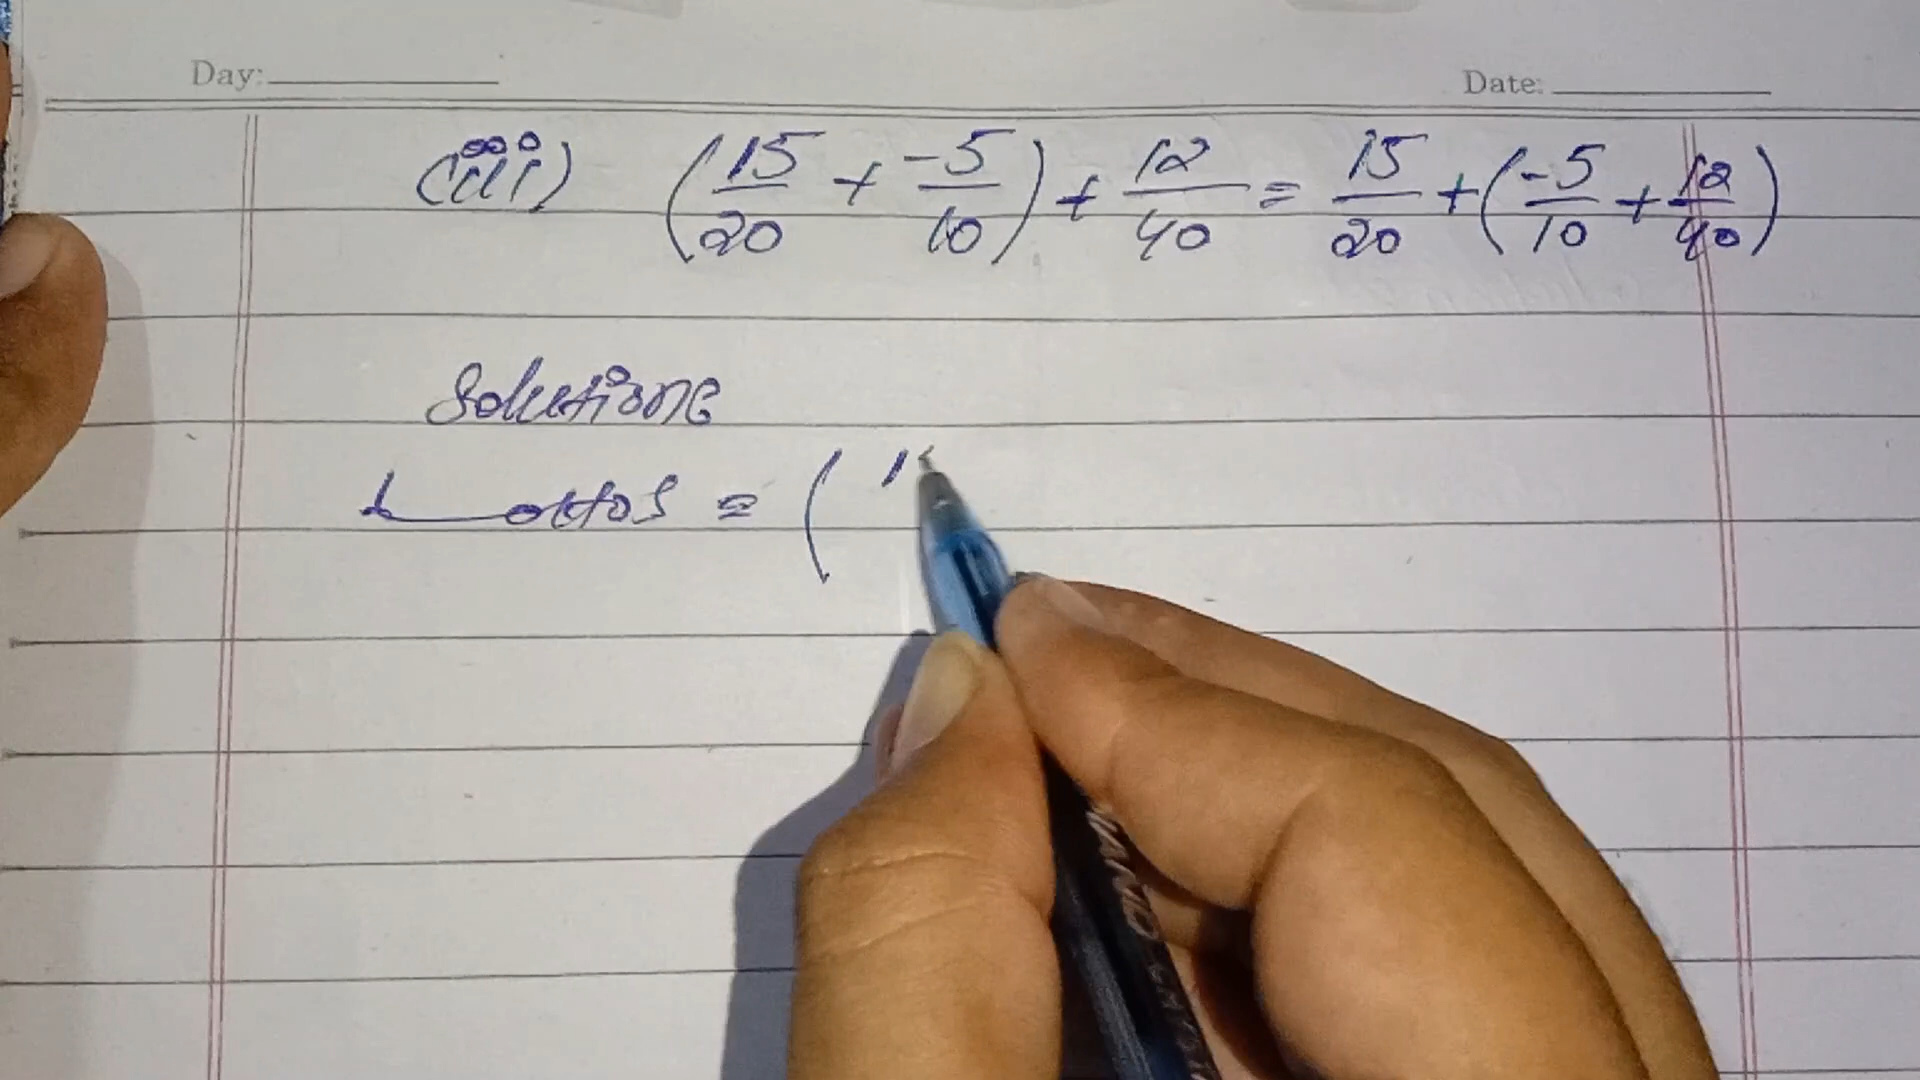 Day: Date:
(iii) (15/20 + -5/10) + 12/40 = 15/20 + (-5/10 + 12/40)
Solution:
L.H.S = ( 1